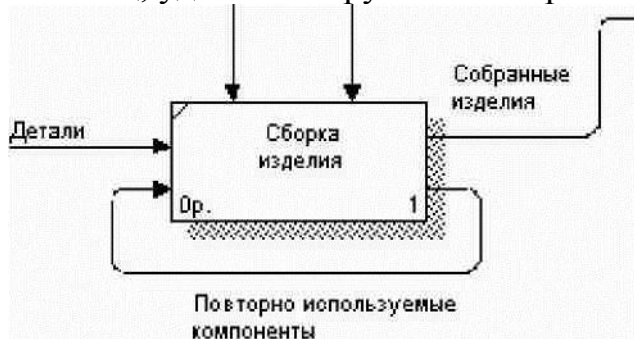 Собранные
изделия
Детали
Сборка
изделия
0р.
1
Повторно используемые
компоненты